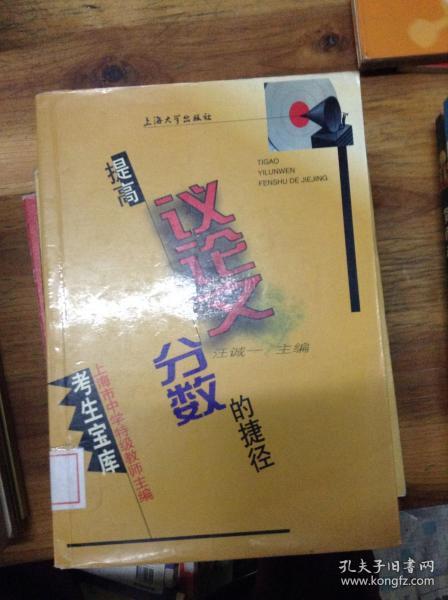 上海大学出版社
TIGAO
YILUNWEN
FENSHU DE JIEJING
提高
议论文
分数
的捷径
汪诚一 主编
考生宝库
上海市中学特级教师主编
孔夫子旧书网
www.kongfz.com